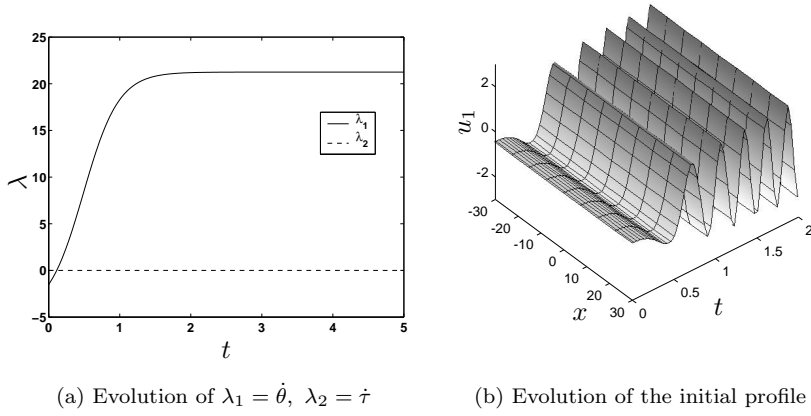 25
20
15
10
5
0
−5
0 1 2 3 4 5
λ
t
λ₁
λ₂
2
0
-2
u₁
-30
-20
-10
0
10
20
30
x
0
0.5
1
1.5
2
t
(a) Evolution of λ₁ = θ̇, λ₂ = τ̇
(b) Evolution of the initial profile